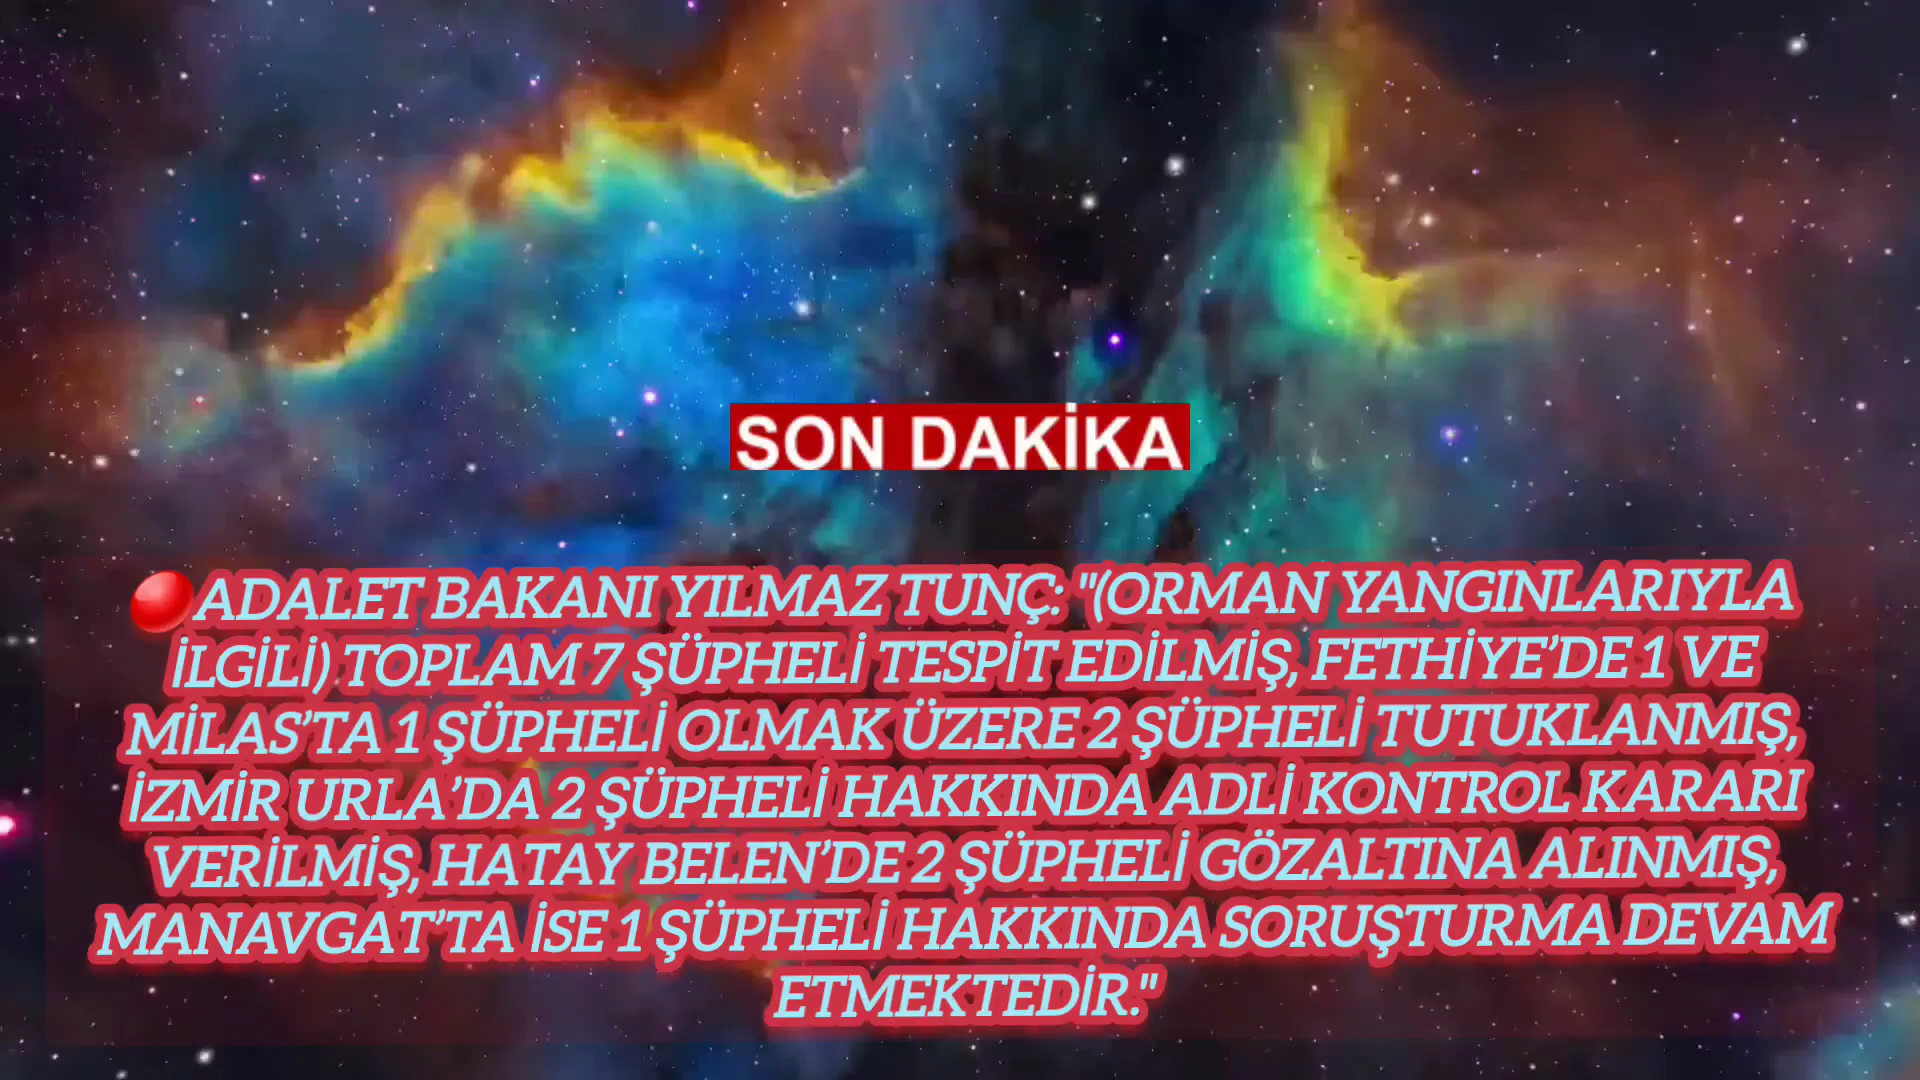 SON DAKİKA
🔴ADALET BAKANI YILMAZ TUNÇ: "(ORMAN YANGINLARIYLA
İLGİLİ) TOPLAM 7 ŞÜPHELİ TESPİT EDİLMİŞ, FETHİYE’DE 1 VE
MİLAS’TA 1 ŞÜPHELİ OLMAK ÜZERE 2 ŞÜPHELİ TUTUKLANMIŞ,
İZMİR URLA’DA 2 ŞÜPHELİ HAKKINDA ADLİ KONTROL KARARI
VERİLMİŞ, HATAY BELEN’DE 2 ŞÜPHELİ GÖZALTINA ALINMIŞ,
MANAVGAT’TA İSE 1 ŞÜPHELİ HAKKINDA SORUŞTURMA DEVAM
ETMEKTEDİR."